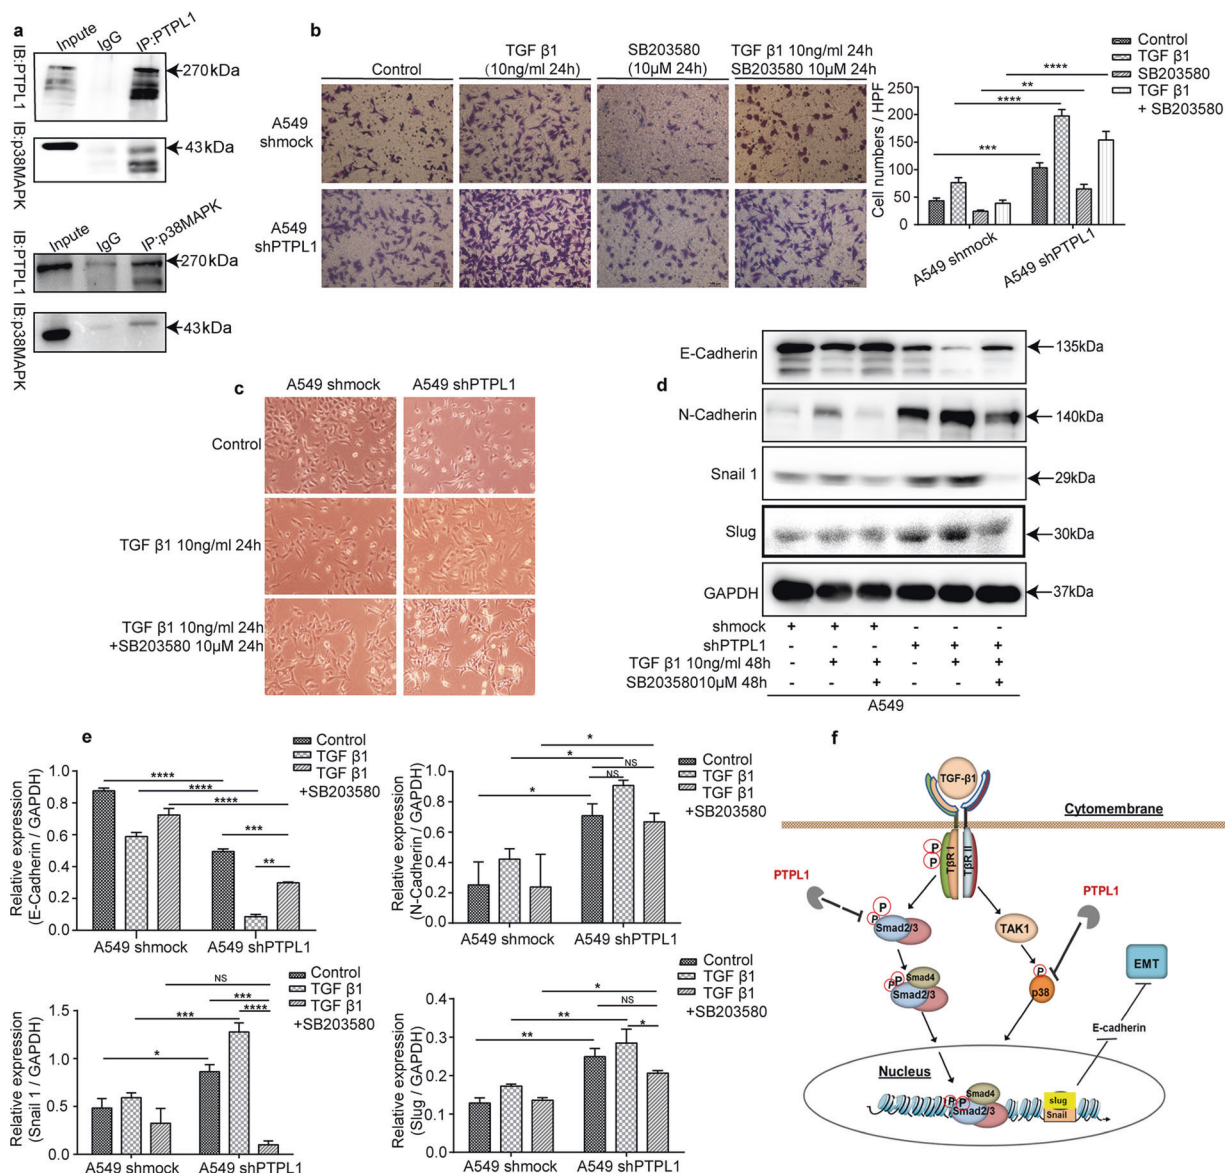 a
Inpute
IgG
IP:PTPL1
IB:PTPL1
270kDa
IB:p38MAPK
43kDa
Inpute
IgG
IP:p38MAPK
IB:PTPL1
270kDa
IB:p38MAPK
43kDa
b
Control
TGF β1
(10ng/ml 24h)
SB203580
(10μM 24h)
TGF β1 10ng/ml 24h
SB203580 10μM 24h
A549
shmock
A549
shPTPL1
Control
TGF β1
SB203580
TGF β1
+ SB203580
Cell numbers / HPF
250
200
150
100
50
0
***
****
**
****
A549 shmock
A549 shPTPL1
c
A549 shmock
A549 shPTPL1
Control
TGF β1 10ng/ml 24h
TGF β1 10ng/ml 24h
+SB203580 10μM 24h
d
E-Cadherin
135kDa
N-Cadherin
140kDa
Snail 1
29kDa
Slug
30kDa
GAPDH
37kDa
shmock + + + - - -
shPTPL1 - - - + + +
TGF β1 10ng/ml 48h - + + - + +
SB20358010μM 48h - - + - - +
A549
e
Control
TGF β1
TGF β1
+SB203580
Relative expression
(E-Cadherin / GAPDH)
1.0
0.8
0.6
0.4
0.2
0.0
****
****
****
***
**
A549 shmock
A549 shPTPL1
Control
TGF β1
TGF β1
+SB203580
Relative expression
(N-Cadherin / GAPDH)
1.0
0.8
0.6
0.4
0.2
0.0
*
*
NS
NS
*
A549 shmock
A549 shPTPL1
Control
TGF β1
TGF β1
+SB203580
Relative expression
(Snail 1 / GAPDH)
1.5
1.0
0.5
0.0
NS
***
***
****
*
A549 shmock
A549 shPTPL1
Control
TGF β1
TGF β1
+SB203580
Relative expression
(Slug / GAPDH)
0.4
0.3
0.2
0.1
0.0
*
NS
**
*
**
A549 shmock
A549 shPTPL1
f
TGF-β1
Cytomembrane
P
P
TβR I
TβR II
PTPL1
PTPL1
P
P
Smad2/3
TAK1
P
p38
EMT
P
P
Smad4
Smad2/3
E-cadherin
Nucleus
P
P
Smad4
Smad2/3
slug
Snail